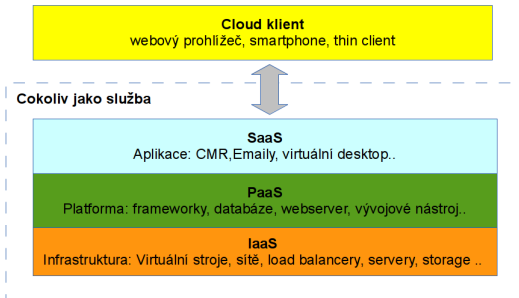 Cloud klient
webový prohlížeč, smartphone, thin client
Cokoliv jako služba
SaaS
Aplikace: CMR,Emaily, virtuální desktop..
PaaS
Platforma: frameworky, databáze, webserver, vývojové nástroj..
IaaS
Infrastruktura: Virtuální stroje, sítě, load balancery, servery, storage ..